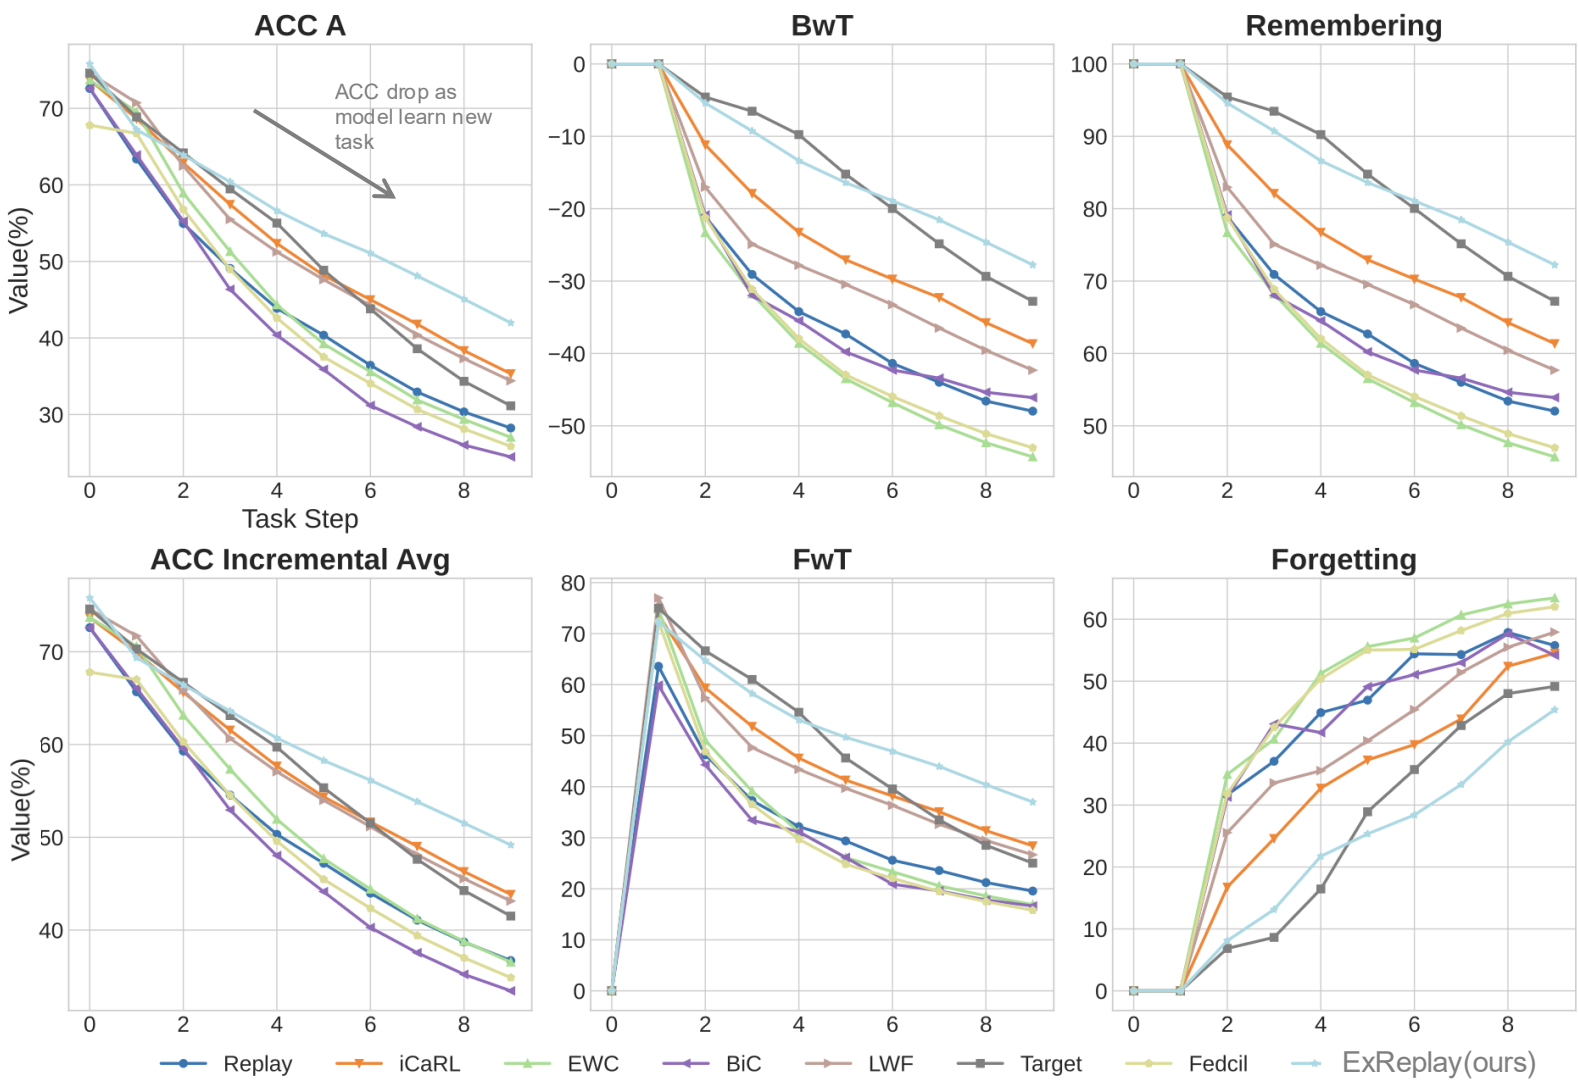 ACC A
BwT
Remembering
ACC drop as
model learn new
task
Value(%)
70
60
50
40
30
0
−10
−20
−30
−40
−50
100
90
80
70
60
50
0 2 4 6 8
0 2 4 6 8
0 2 4 6 8
Task Step
ACC Incremental Avg
FwT
Forgetting
Value(%)
70
60
50
40
80
70
60
50
40
30
20
10
0
60
50
40
30
20
10
0
0 2 4 6 8
0 2 4 6 8
0 2 4 6 8
Replay iCaRL EWC BiC LWF Target Fedcil ExReplay(ours)